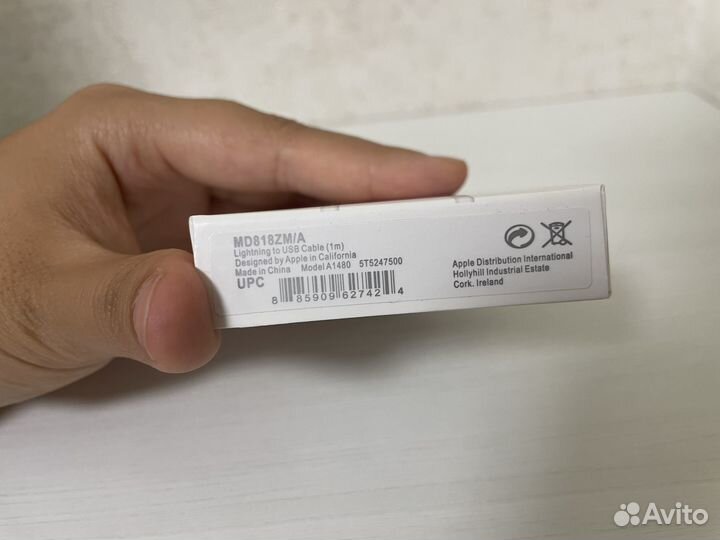 MD818ZM/A
Lightning to USB Cable (1m)
Designed by Apple in California
Made in China Model A1480 5T5247500
UPC
8 85909 62742 4
Apple Distribution International
Hollyhill Industrial Estate
Cork. Ireland
Avito